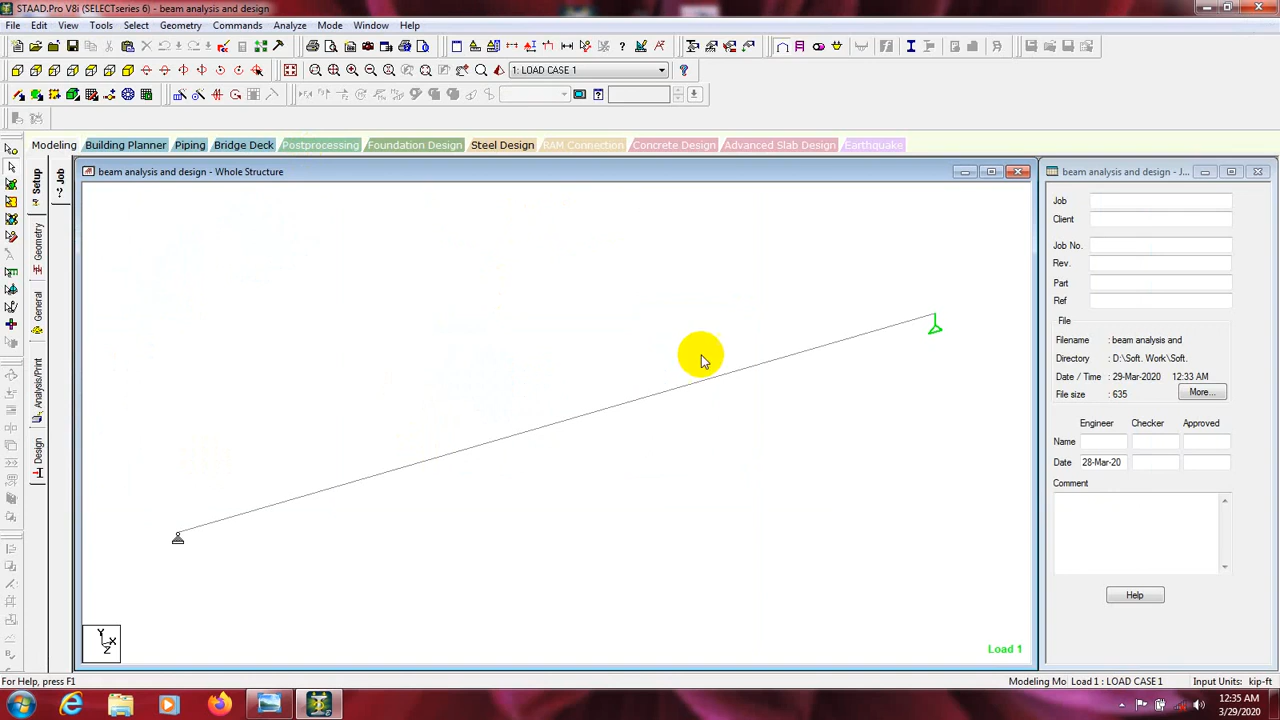 STAAD.Pro V8i (SELECTseries 6) - beam analysis and design
File Edit View Tools Select Geometry Commands Analyze Mode Window Help
1: LOAD CASE 1
Modeling Building Planner Piping Bridge Deck Postprocessing Foundation Design Steel Design RAM Connection Concrete Design Advanced Slab Design Earthquake
Setup
Geometry
General
Analysis/Print
Design
Job
beam analysis and design - Whole Structure
Y
X
Z
Load 1
beam analysis and design - J...
Job
Client
Job No.
Rev.
Part
Ref
File
Filename : beam analysis and
Directory : D:\Soft. Work\Soft.
Date / Time : 29-Mar-2020 12:33 AM
File size : 635 More...
Engineer Checker Approved
Name
Date 28-Mar-20
Comment
Help
For Help, press F1 Modeling Mo Load 1 : LOAD CASE 1 Input Units: kip-ft
12:35 AM
3/29/2020